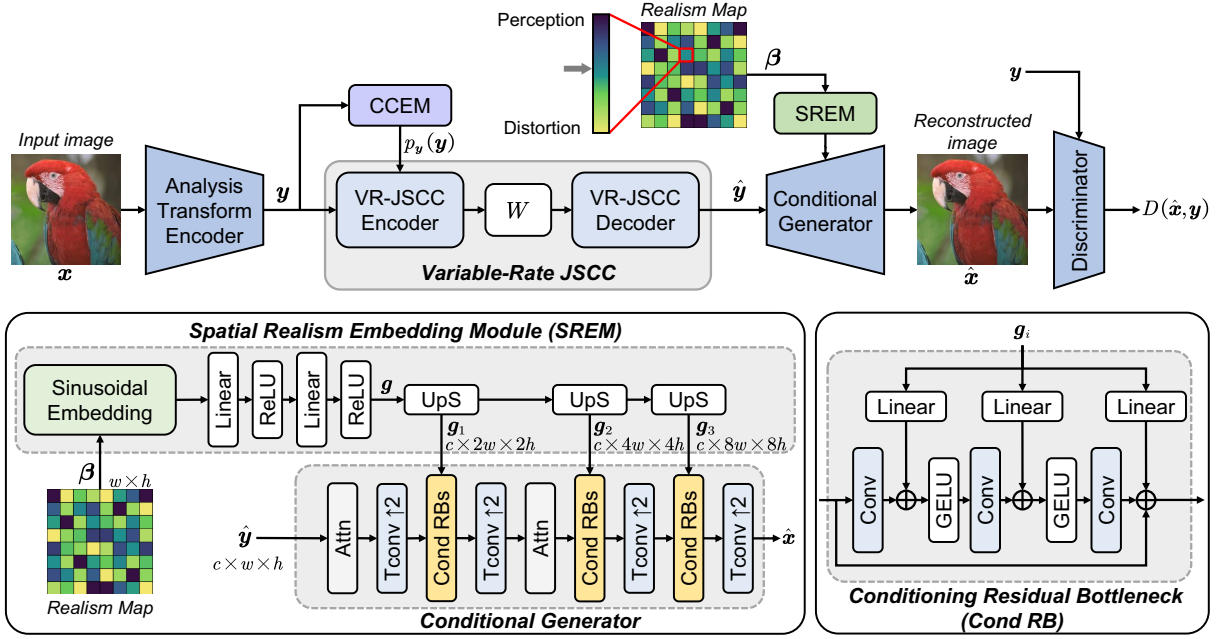 Perception
Realism Map
Distortion
β
SREM
y
CCEM
p_y(y)
Input image
x
Analysis
Transform
Encoder
y
VR-JSCC
Encoder
W
VR-JSCC
Decoder
Variable-Rate JSCC
ŷ
Conditional
Generator
Reconstructed
image
x̂
Discriminator
D(x̂, y)
Spatial Realism Embedding Module (SREM)
Sinusoidal
Embedding
Linear
ReLU
Linear
ReLU
g
UpS
UpS
UpS
g₁
c × 2w × 2h
g₂
c × 4w × 4h
g₃
c × 8w × 8h
β
w × h
Realism Map
ŷ
c × w × h
Attn
Tconv ↑2
Cond RBs
Tconv ↑2
Attn
Cond RBs
Tconv ↑2
Cond RBs
Tconv ↑2
x̂
Conditional Generator
gᵢ
Linear
Linear
Linear
Conv
GELU
Conv
GELU
Conv
Conditioning Residual Bottleneck
(Cond RB)